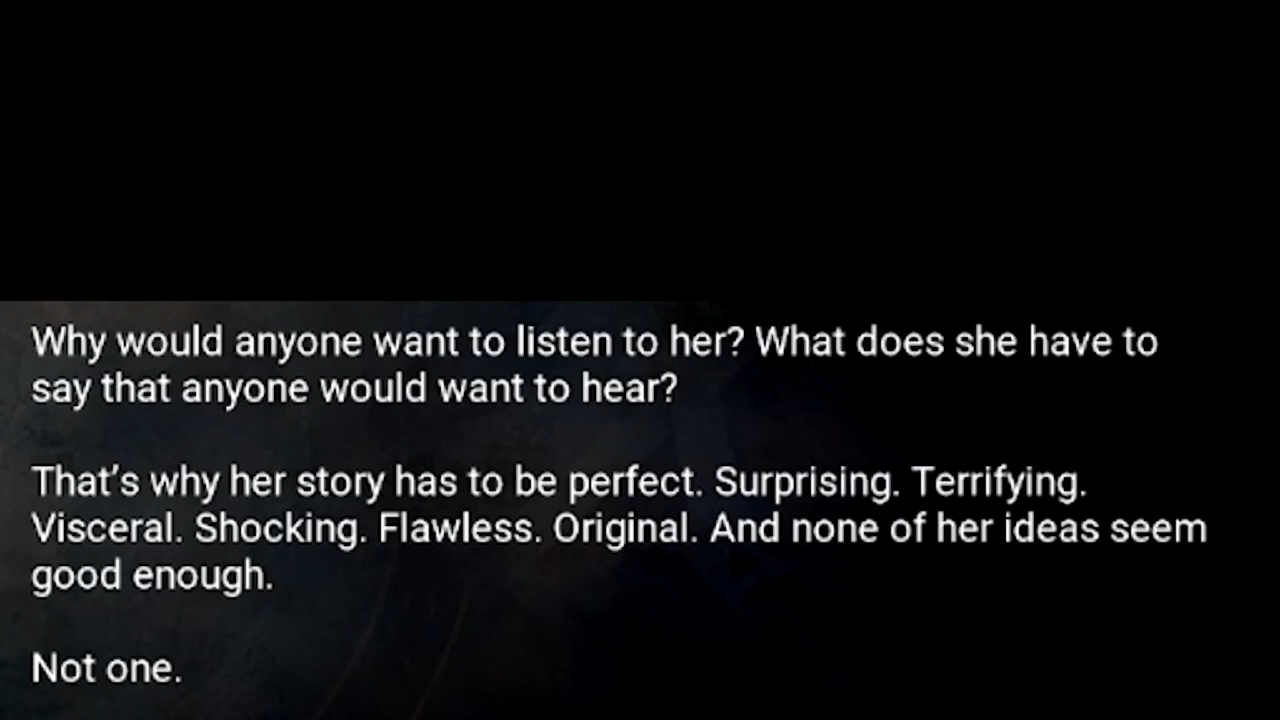 Why would anyone want to listen to her? What does she have to
say that anyone would want to hear?
That’s why her story has to be perfect. Surprising. Terrifying.
Visceral. Shocking. Flawless. Original. And none of her ideas seem
good enough.
Not one.